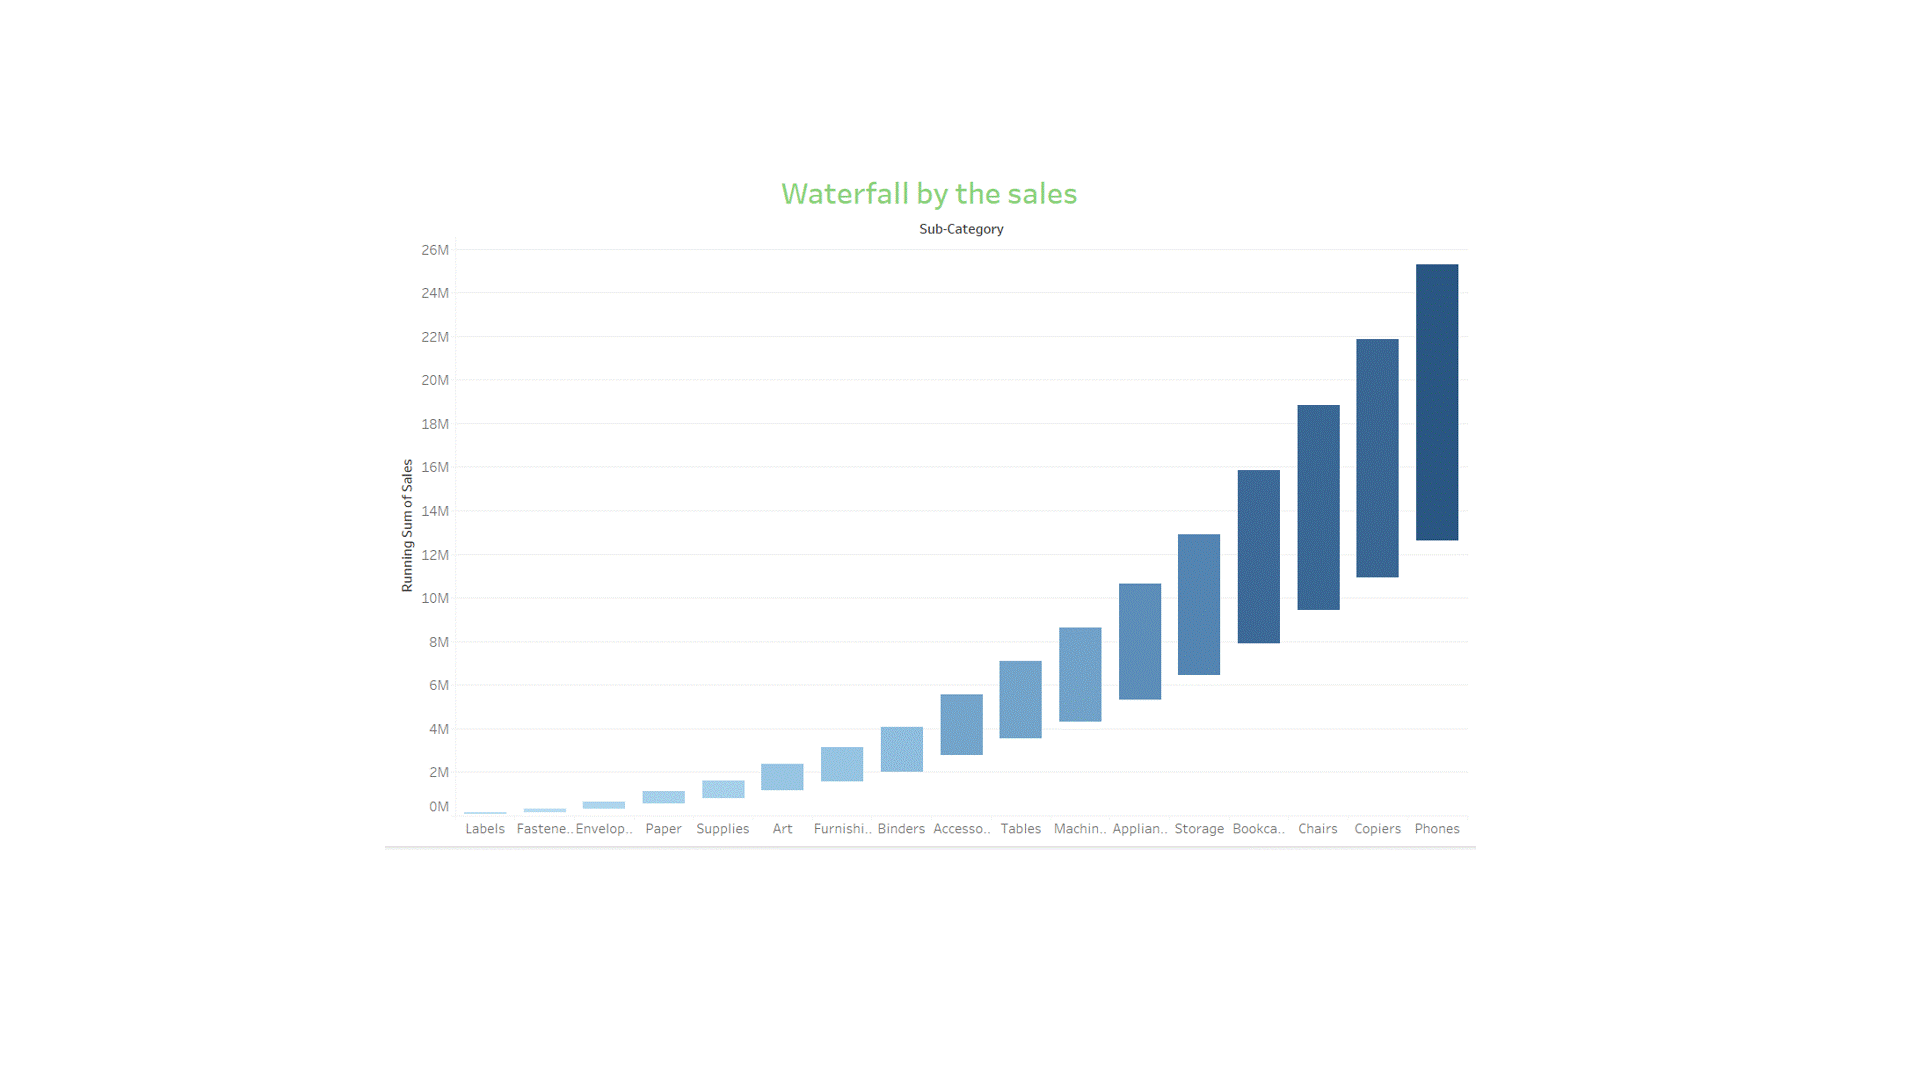 Waterfall by the sales
Sub-Category
26M
24M
22M
20M
18M
16M
14M
12M
10M
8M
6M
4M
2M
0M
Running Sum of Sales
Labels Fastene.. Envelop.. Paper Supplies Art Furnishi.. Binders Accesso.. Tables Machin.. Applian.. Storage Bookca.. Chairs Copiers Phones